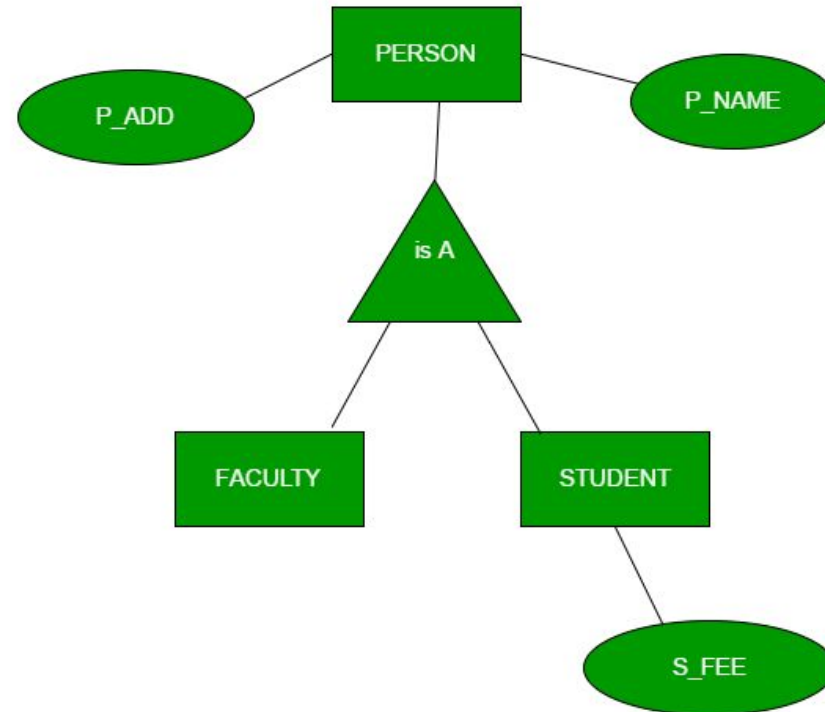 PERSON
P_ADD
P_NAME
is A
FACULTY
STUDENT
S_FEE